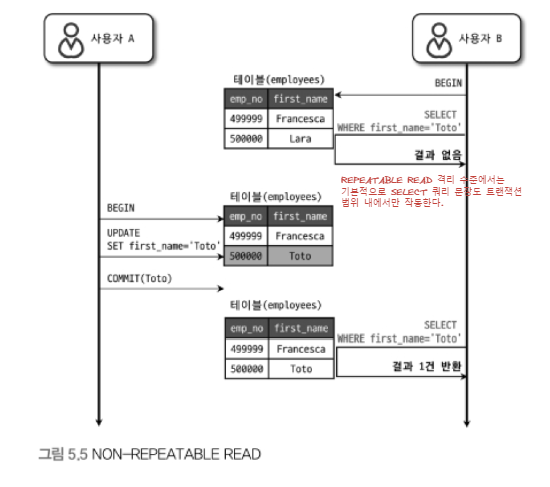 사용자 A
사용자 B
테이블(employees)
emp_no first_name
499999 Francesca
500000 Lara
BEGIN
SELECT
WHERE first_name='Toto'
결과 없음
REPEATABLE READ 격리 수준에서는
기본적으로 SELECT 쿼리 문장도 트랜잭션
범위 내에서만 작동한다.
BEGIN
UPDATE
SET first_name='Toto'
COMMIT(Toto)
테이블(employees)
emp_no first_name
499999 Francesca
500000 Toto
테이블(employees)
emp_no first_name
499999 Francesca
500000 Toto
SELECT
WHERE first_name='Toto'
결과 1건 반환
그림 5.5 NON-REPEATABLE READ